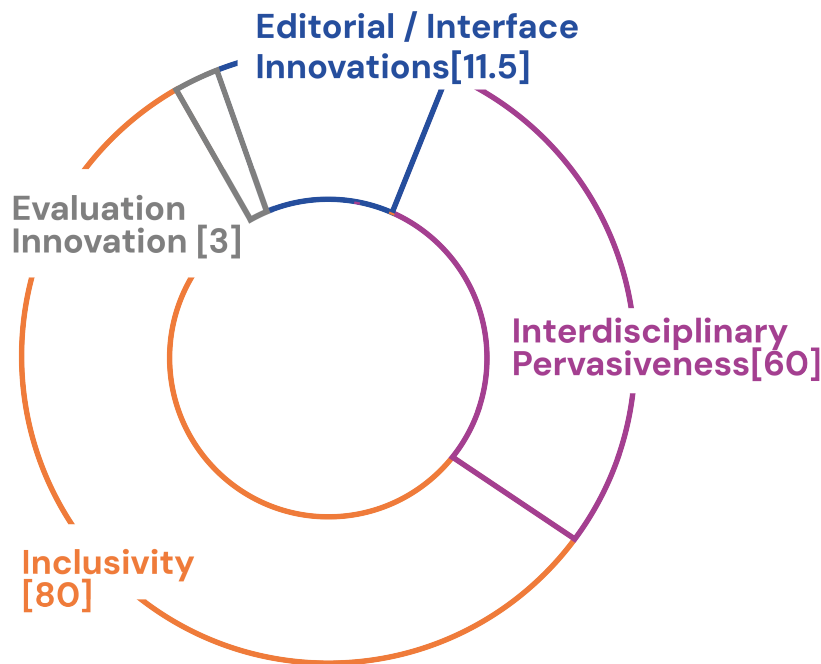 Editorial / Interface
Innovations[11.5]
Evaluation
Innovation [3]
Interdisciplinary
Pervasiveness[60]
Inclusivity
[80]